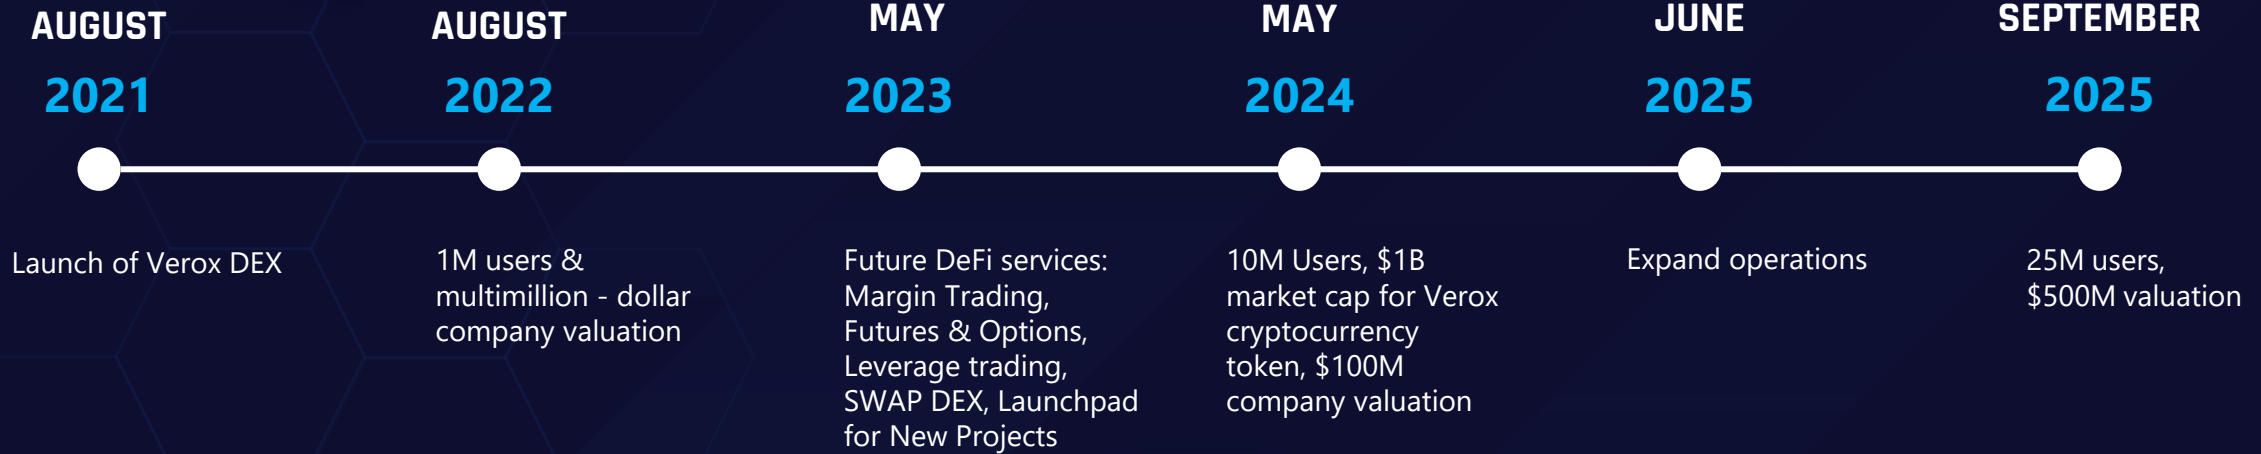 AUGUST
2021
Launch of Verox DEX
AUGUST
2022
1M users &
multimillion - dollar
company valuation
MAY
2023
Future DeFi services:
Margin Trading,
Futures & Options,
Leverage trading,
SWAP DEX, Launchpad
for New Projects
MAY
2024
10M Users, $1B
market cap for Verox
cryptocurrency
token, $100M
company valuation
JUNE
2025
Expand operations
SEPTEMBER
2025
25M users,
$500M valuation